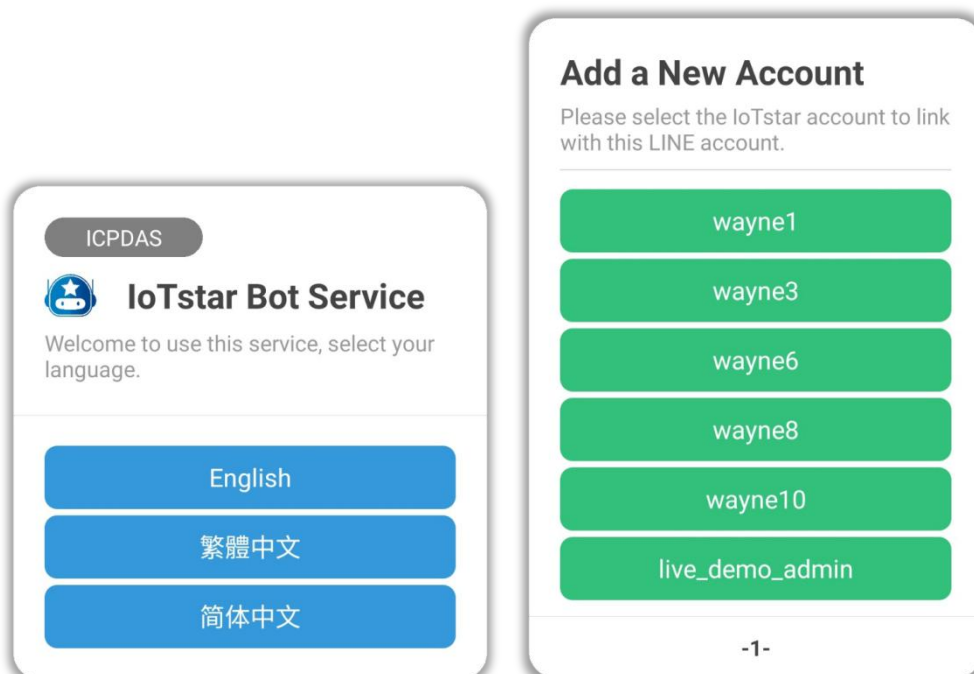 ICPDAS
IoTstar Bot Service
Welcome to use this service, select your
language.
English
繁體中文
简体中文
Add a New Account
Please select the IoTstar account to link
with this LINE account.
wayne1
wayne3
wayne6
wayne8
wayne10
live_demo_admin
-1-